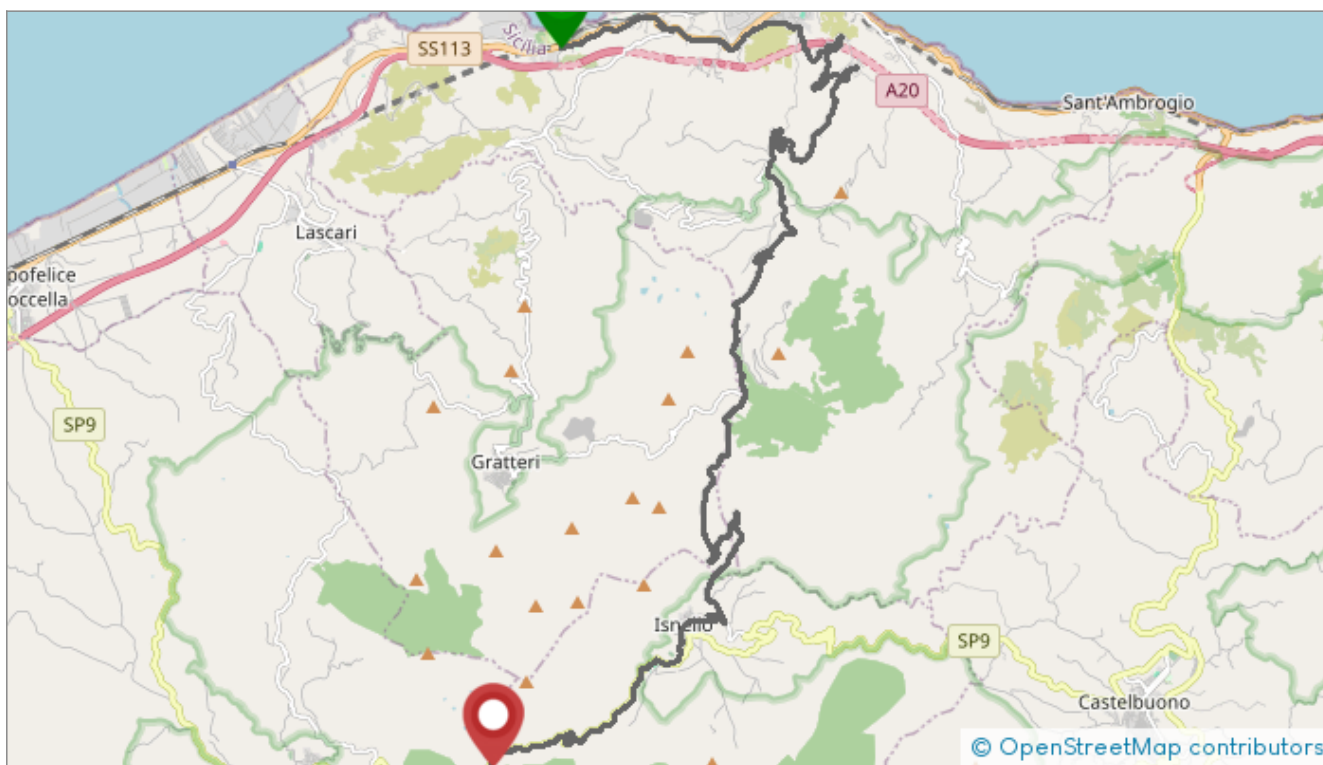 SS113
Sicilia
A20
Sant'Ambrogio
Lascari
pofelice
occella
SP9
Gratteri
Isnello
SP9
Castelbuono
© OpenStreetMap contributors